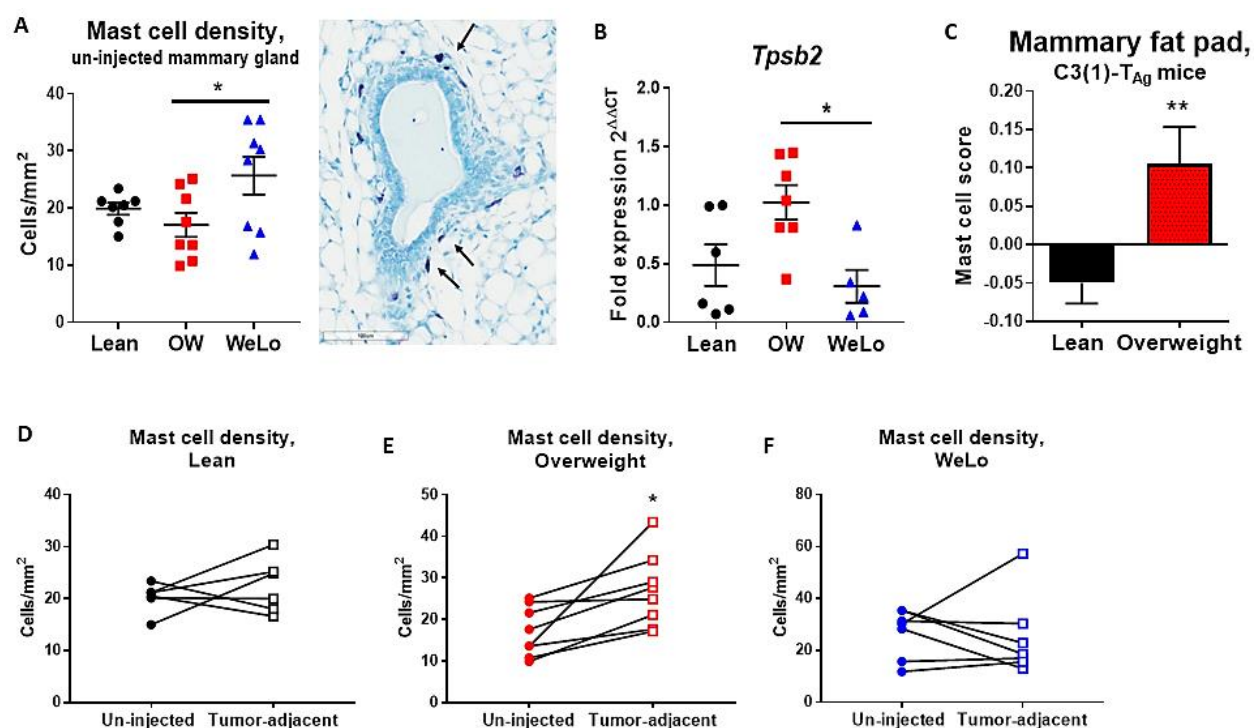 A
Mast cell density,
un-injected mammary gland
Cells/mm²
40
30
20
10
0
*
Lean OW WeLo
B
Tpsb2
Fold expression 2^ΔΔCT
2.0
1.5
1.0
0.5
0.0
*
Lean OW WeLo
C
Mammary fat pad,
C3(1)-TAg mice
Mast cell score
0.20
0.15
0.10
0.05
0.00
-0.05
-0.10
**
Lean Overweight
D
Mast cell density,
Lean
Cells/mm²
40
30
20
10
0
Un-injected Tumor-adjacent
E
Mast cell density,
Overweight
Cells/mm²
50
40
30
20
10
0
*
Un-injected Tumor-adjacent
F
Mast cell density,
WeLo
Cells/mm²
80
60
40
20
0
Un-injected Tumor-adjacent